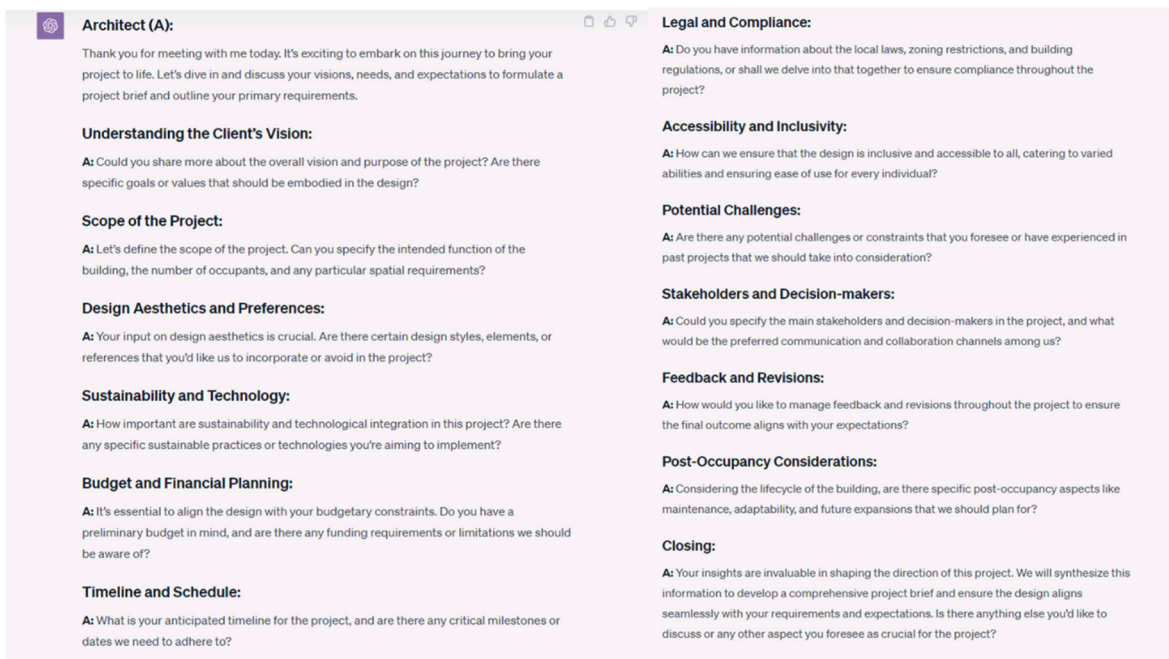 Architect (A):
Thank you for meeting with me today. It's exciting to embark on this journey to bring your
project to life. Let's dive in and discuss your visions, needs, and expectations to formulate a
project brief and outline your primary requirements.
Understanding the Client's Vision:
A: Could you share more about the overall vision and purpose of the project? Are there
specific goals or values that should be embodied in the design?
Scope of the Project:
A: Let's define the scope of the project. Can you specify the intended function of the
building, the number of occupants, and any particular spatial requirements?
Design Aesthetics and Preferences:
A: Your input on design aesthetics is crucial. Are there certain design styles, elements, or
references that you'd like us to incorporate or avoid in the project?
Sustainability and Technology:
A: How important are sustainability and technological integration in this project? Are there
any specific sustainable practices or technologies you're aiming to implement?
Budget and Financial Planning:
A: It's essential to align the design with your budgetary constraints. Do you have a
preliminary budget in mind, and are there any funding requirements or limitations we should
be aware of?
Timeline and Schedule:
A: What is your anticipated timeline for the project, and are there any critical milestones or
dates we need to adhere to?
Legal and Compliance:
A: Do you have information about the local laws, zoning restrictions, and building
regulations, or shall we delve into that together to ensure compliance throughout the
project?
Accessibility and Inclusivity:
A: How can we ensure that the design is inclusive and accessible to all, catering to varied
abilities and ensuring ease of use for every individual?
Potential Challenges:
A: Are there any potential challenges or constraints that you foresee or have experienced in
past projects that we should take into consideration?
Stakeholders and Decision-makers:
A: Could you specify the main stakeholders and decision-makers in the project, and what
would be the preferred communication and collaboration channels among us?
Feedback and Revisions:
A: How would you like to manage feedback and revisions throughout the project to ensure
the final outcome aligns with your expectations?
Post-Occupancy Considerations:
A: Considering the lifecycle of the building, are there specific post-occupancy aspects like
maintenance, adaptability, and future expansions that we should plan for?
Closing:
A: Your insights are invaluable in shaping the direction of this project. We will synthesize this
information to develop a comprehensive project brief and ensure the design aligns
seamlessly with your requirements and expectations. Is there anything else you'd like to
discuss or any other aspect you foresee as crucial for the project?